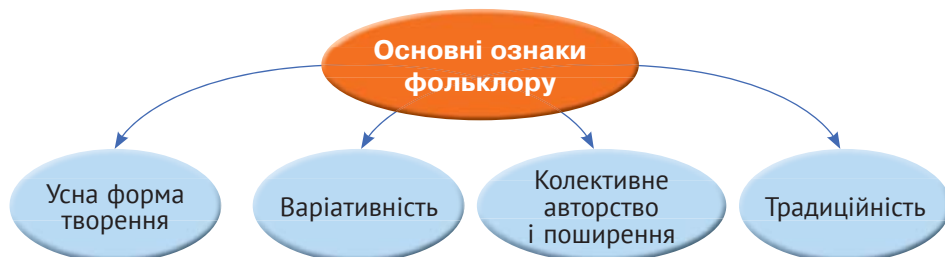 Основні ознаки
фольклору
Усна форма
творення
Варіативність
Колективне
авторство
і поширення
Традиційність